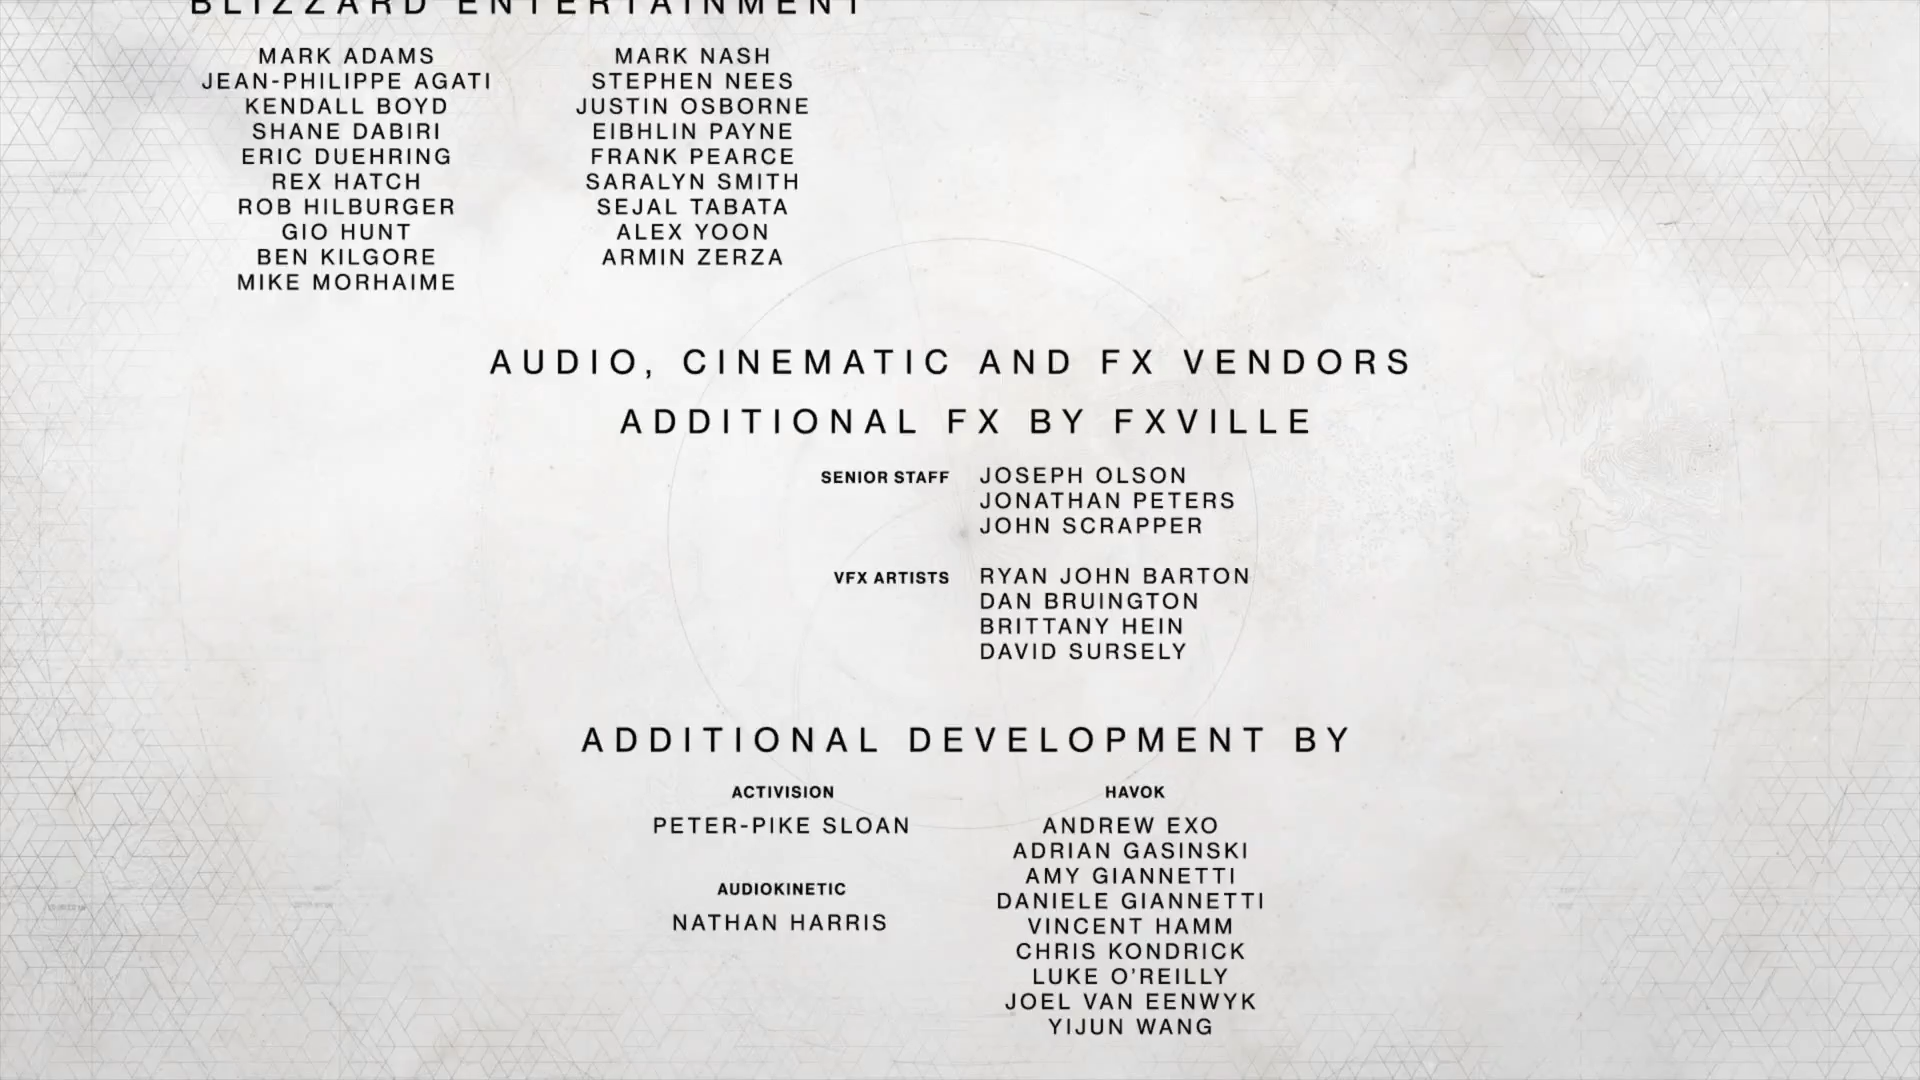 BLIZZARD ENTERTAINMENT
MARK ADAMS
JEAN-PHILIPPE AGATI
KENDALL BOYD
SHANE DABIRI
ERIC DUEHRING
REX HATCH
ROB HILBURGER
GIO HUNT
BEN KILGORE
MIKE MORHAIME
MARK NASH
STEPHEN NEES
JUSTIN OSBORNE
EIBHLIN PAYNE
FRANK PEARCE
SARALYN SMITH
SEJAL TABATA
ALEX YOON
ARMIN ZERZA
AUDIO, CINEMATIC AND FX VENDORS
ADDITIONAL FX BY FXVILLE
SENIOR STAFF JOSEPH OLSON
JONATHAN PETERS
JOHN SCRAPPER
VFX ARTISTS RYAN JOHN BARTON
DAN BRUINGTON
BRITTANY HEIN
DAVID SURSELY
ADDITIONAL DEVELOPMENT BY
ACTIVISION
PETER-PIKE SLOAN
AUDIOKINETIC
NATHAN HARRIS
HAVOK
ANDREW EXO
ADRIAN GASINSKI
AMY GIANNETTI
DANIELE GIANNETTI
VINCENT HAMM
CHRIS KONDRICK
LUKE O'REILLY
JOEL VAN EENWYK
YIJUN WANG